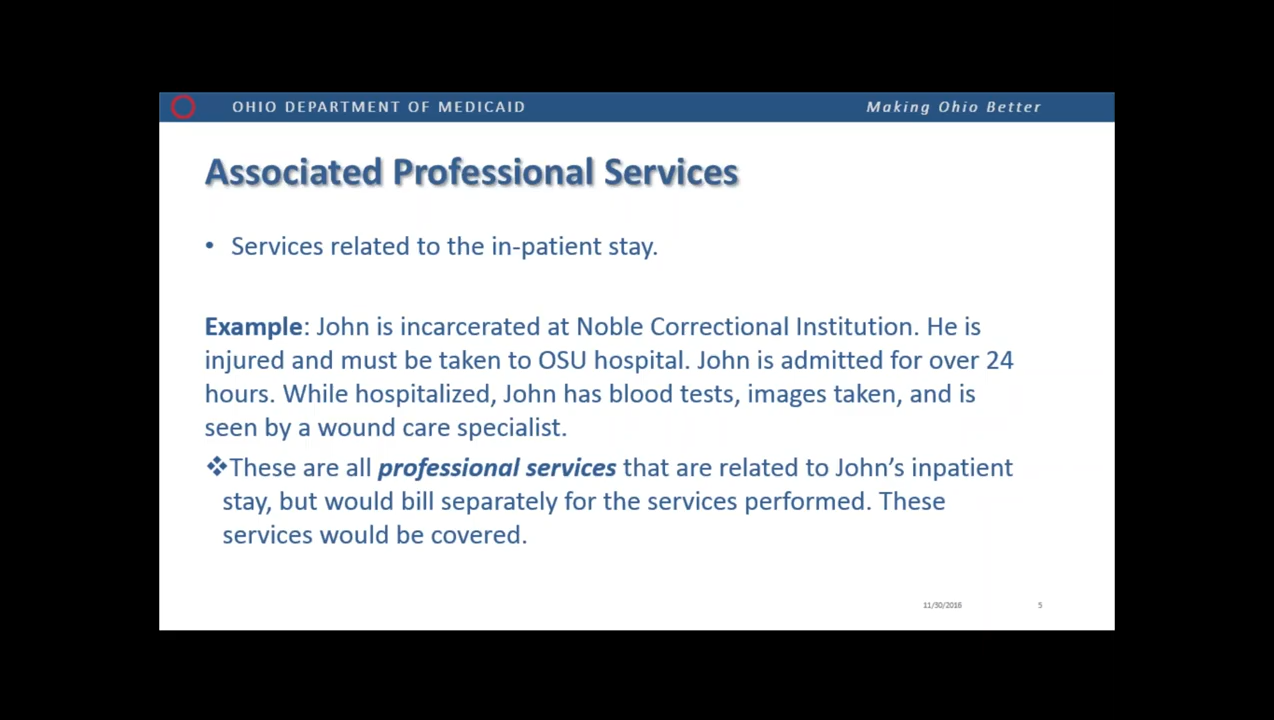 OHIO DEPARTMENT OF MEDICAID Making Ohio Better
Associated Professional Services
• Services related to the in-patient stay.
Example: John is incarcerated at Noble Correctional Institution. He is
injured and must be taken to OSU hospital. John is admitted for over 24
hours. While hospitalized, John has blood tests, images taken, and is
seen by a wound care specialist.
❖These are all professional services that are related to John’s inpatient
stay, but would bill separately for the services performed. These
services would be covered.
11/30/2016 5